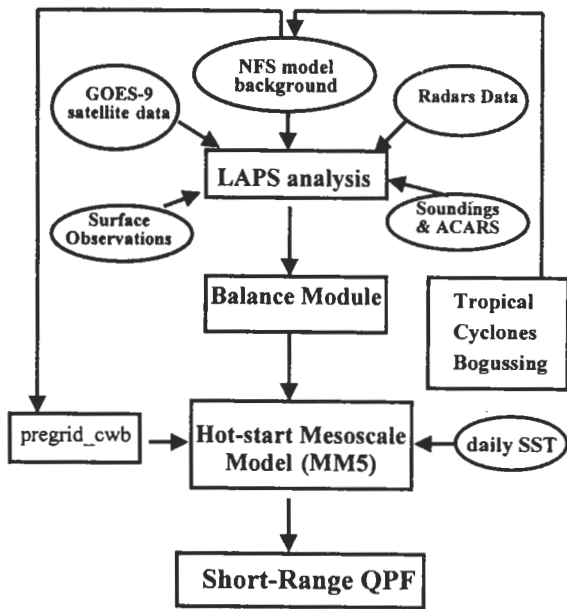 NFS model
background
GOES-9
satellite data
Radars Data
LAPS analysis
Surface
Observations
Soundings
& ACARS
Balance Module
Tropical
Cyclones
Bogussing
pregrid_cwb
Hot-start Mesoscale
Model (MM5)
daily SST
Short-Range QPF